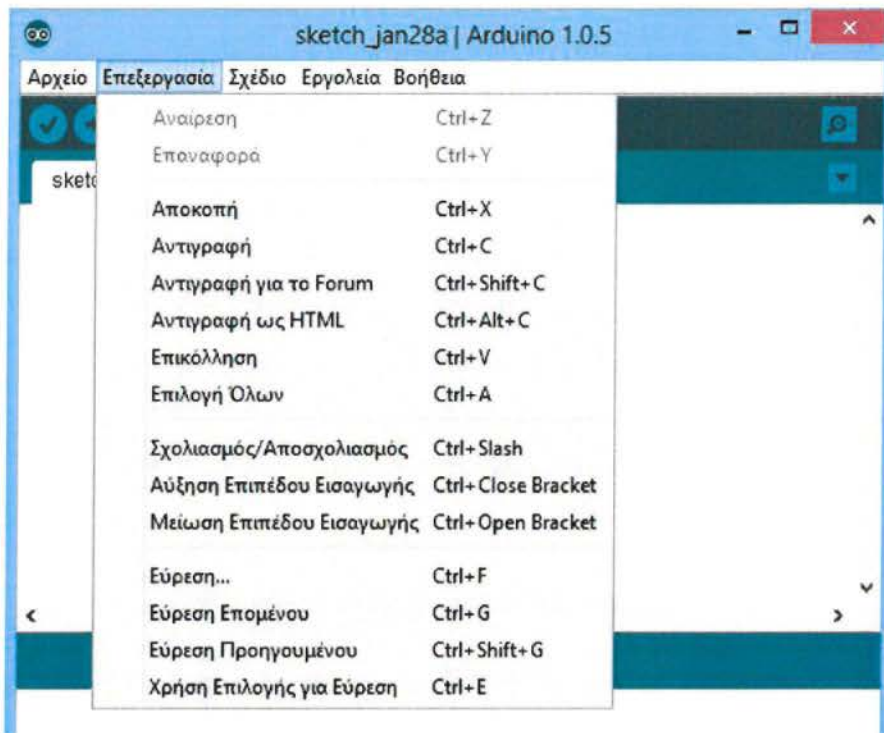 sketch_jan28a | Arduino 1.0.5
Αρχείο Επεξεργασία Σχέδιο Εργαλεία Βοήθεια
Αναίρεση Ctrl+Z
Επαναφορά Ctrl+Y
sketc
Αποκοπή Ctrl+X
Αντιγραφή Ctrl+C
Αντιγραφή για το Forum Ctrl+Shift+C
Αντιγραφή ως HTML Ctrl+Alt+C
Επικόλληση Ctrl+V
Επιλογή Όλων Ctrl+A
Σχολιασμός/Αποσχολιασμός Ctrl+Slash
Αύξηση Επιπέδου Εισαγωγής Ctrl+Close Bracket
Μείωση Επιπέδου Εισαγωγής Ctrl+Open Bracket
Εύρεση... Ctrl+F
Εύρεση Επομένου Ctrl+G
Εύρεση Προηγουμένου Ctrl+Shift+G
Χρήση Επιλογής για Εύρεση Ctrl+E